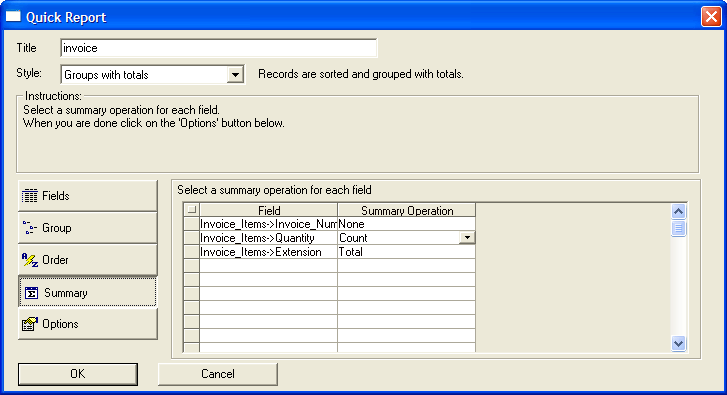 Quick Report
Title invoice
Style: Groups with totals Records are sorted and grouped with totals.
Instructions:
Select a summary operation for each field.
When you are done click on the 'Options' button below.
Select a summary operation for each field
Fields
Group
Order
Summary
Options
Field Summary Operation
Invoice_Items->Invoice_Num None
Invoice_Items->Quantity Count
Invoice_Items->Extension Total
OK Cancel